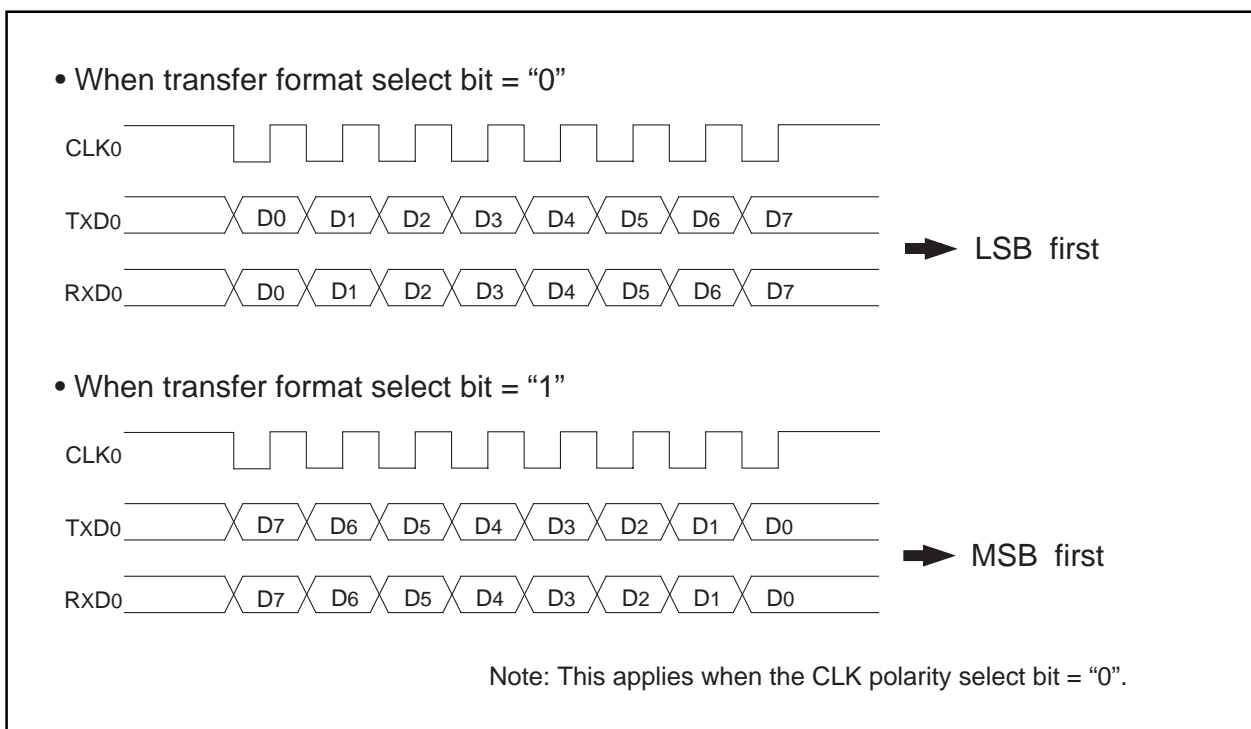 • When transfer format select bit = “0”
CLK0
TXD0 D0 D1 D2 D3 D4 D5 D6 D7
RXD0 D0 D1 D2 D3 D4 D5 D6 D7
LSB first
• When transfer format select bit = “1”
CLK0
TXD0 D7 D6 D5 D4 D3 D2 D1 D0
RXD0 D7 D6 D5 D4 D3 D2 D1 D0
MSB first
Note: This applies when the CLK polarity select bit = “0”.